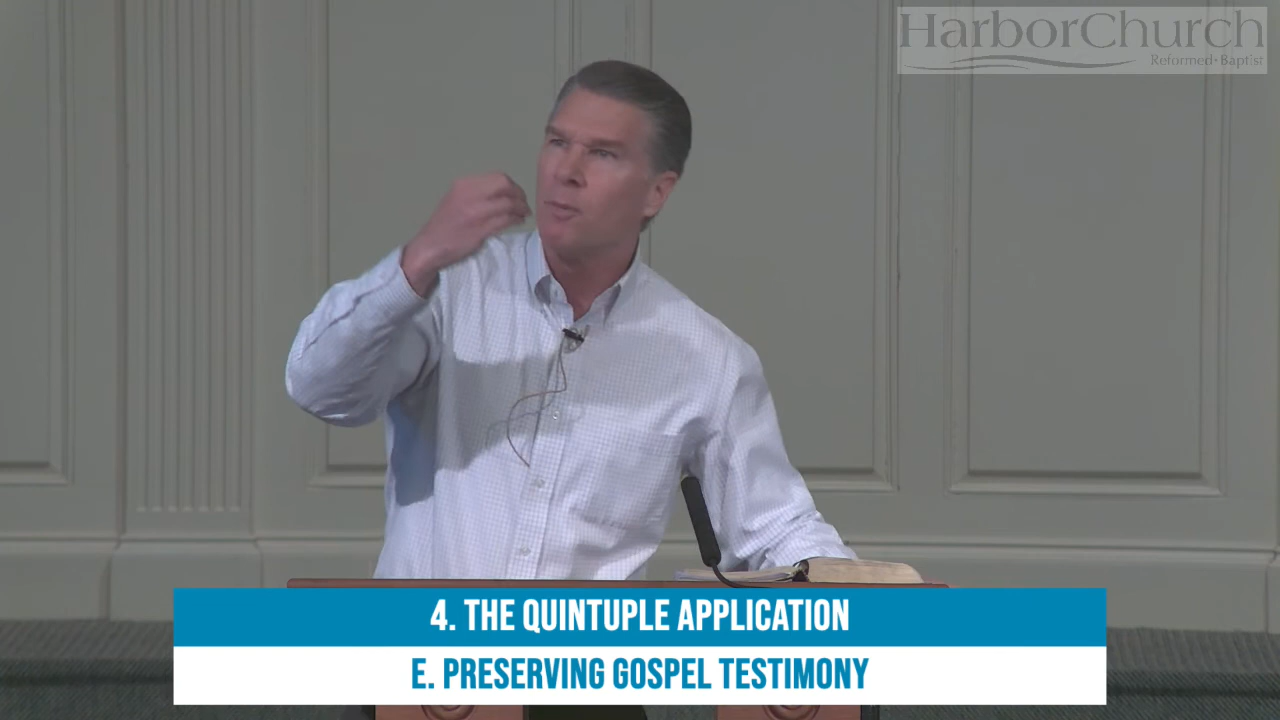 HarborChurch
Reformed•Baptist
4. THE QUINTUPLE APPLICATION
E. PRESERVING GOSPEL TESTIMONY